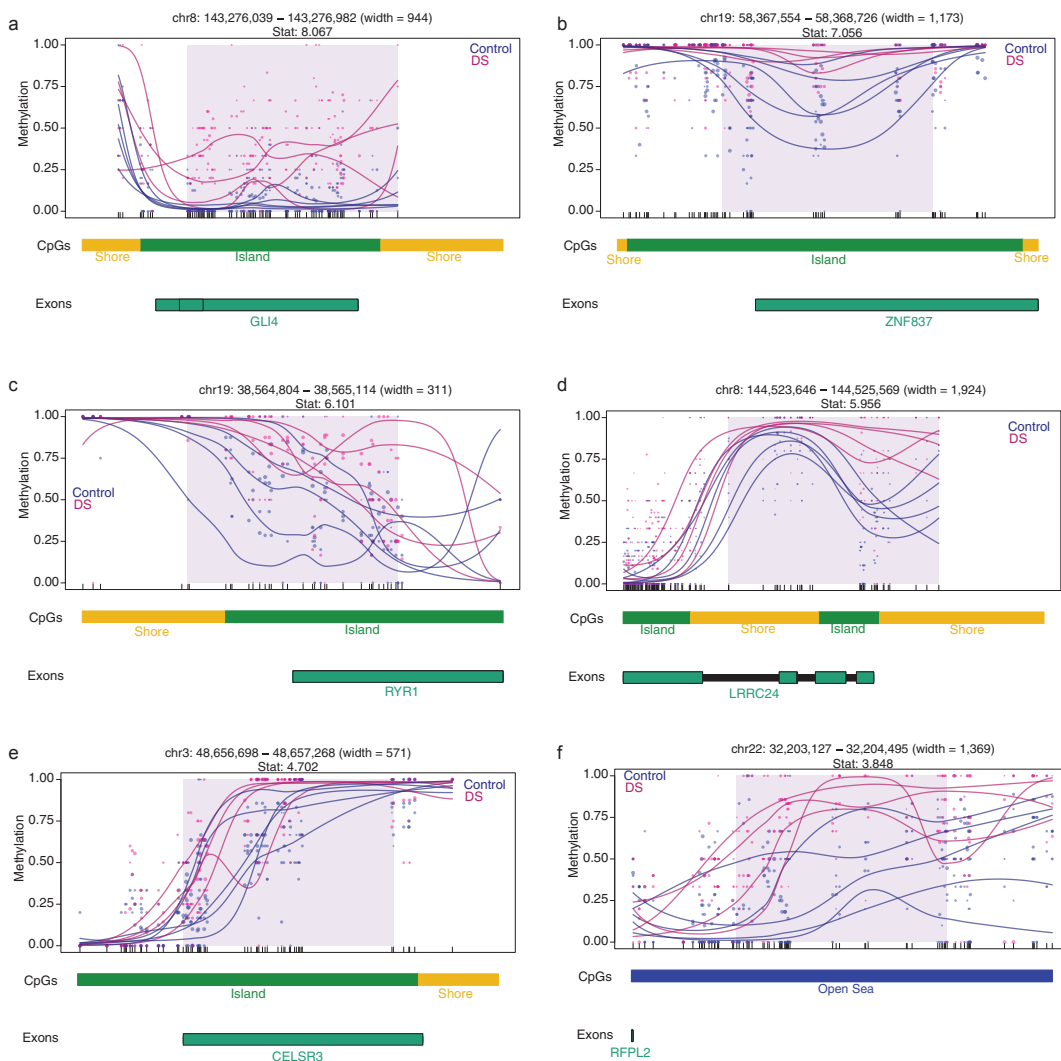 a
chr8: 143,276,039 – 143,276,982 (width = 944)
Stat: 8.067
Control
DS
Methylation
1.00
0.75
0.50
0.25
0.00
CpGs
Shore
Island
Shore
Exons
GLI4
b
chr19: 58,367,554 – 58,368,726 (width = 1,173)
Stat: 7.056
Control
DS
Methylation
1.00
0.75
0.50
0.25
0.00
CpGs
Shore
Island
Shore
Exons
ZNF837
c
chr19: 38,564,804 – 38,565,114 (width = 311)
Stat: 6.101
Control
DS
Methylation
1.00
0.75
0.50
0.25
0.00
CpGs
Shore
Island
Exons
RYR1
d
chr8: 144,523,646 – 144,525,569 (width = 1,924)
Stat: 5.956
Control
DS
Methylation
1.00
0.75
0.50
0.25
0.00
CpGs
Island
Shore
Island
Shore
Exons
LRRC24
e
chr3: 48,656,698 – 48,657,268 (width = 571)
Stat: 4.702
Control
DS
Methylation
1.00
0.75
0.50
0.25
0.00
CpGs
Island
Shore
Exons
CELSR3
f
chr22: 32,203,127 – 32,204,495 (width = 1,369)
Stat: 3.848
Control
DS
Methylation
1.00
0.75
0.50
0.25
0.00
CpGs
Open Sea
Exons
RFPL2